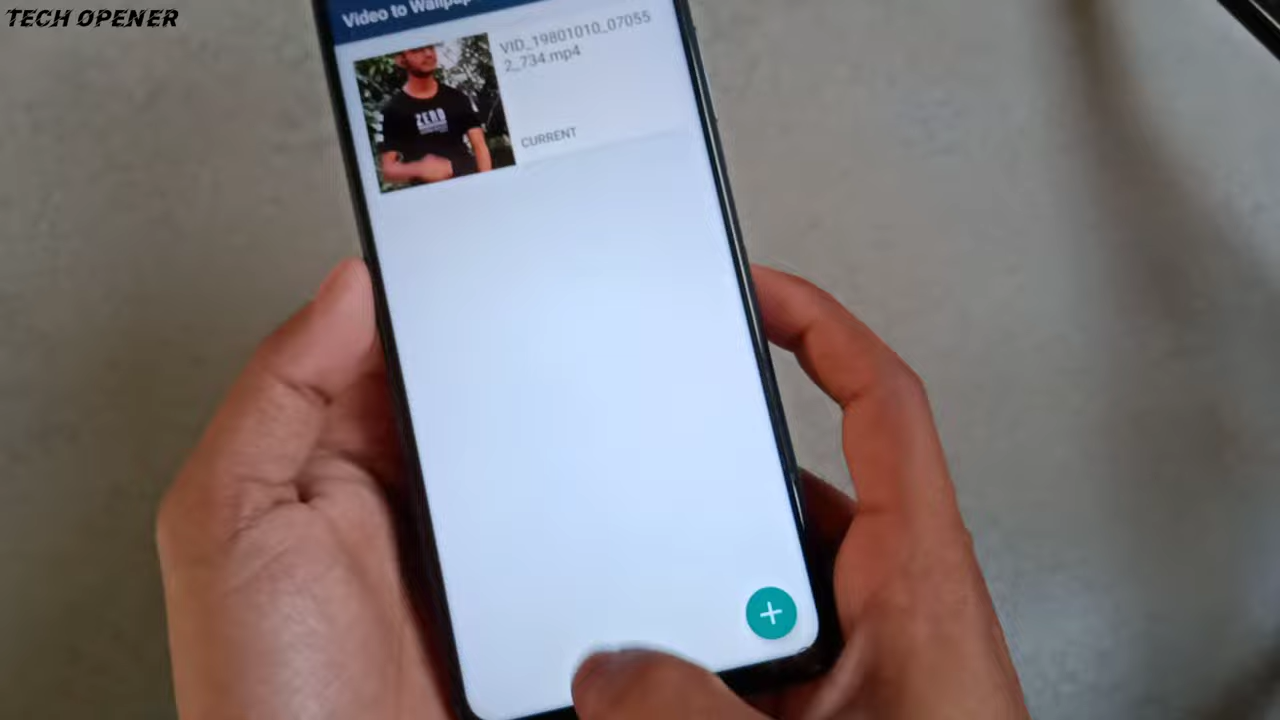 TECH OPENER
Video to Wallpap
VID_19801010_07055
2_734.mp4
CURRENT
ZERO